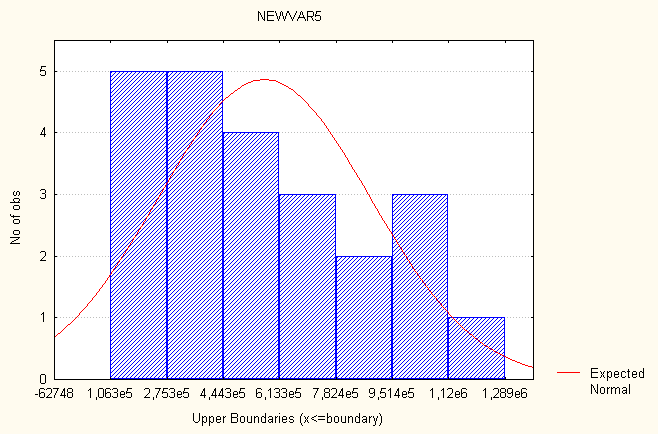 NEWVAR5
No of obs
5
4
3
2
1
0
-62748 1,063e5 2,753e5 4,443e5 6,133e5 7,824e5 9,514e5 1,12e6 1,289e6
Upper Boundaries (x<=boundary)
Expected
Normal